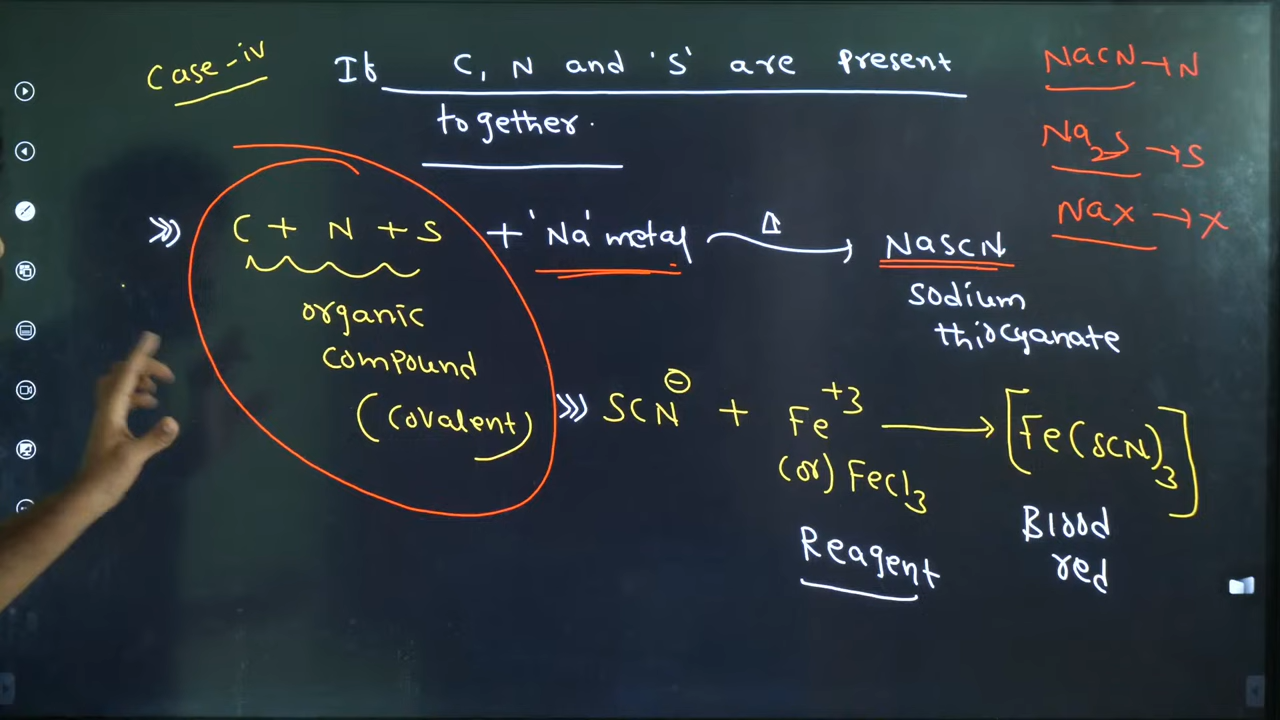 Case-iv
If C, N and 'S' are present
together.
NaCN → N
Na2S → S
NaX → X
>>> C + N + S + 'Na' metal Δ → NaSCN
organic
compound
(covalent)
sodium
thiocyanate
>>> SCN⊖ + Fe+3 → [Fe(SCN)3]
(or) FeCl3
Reagent
Blood
red